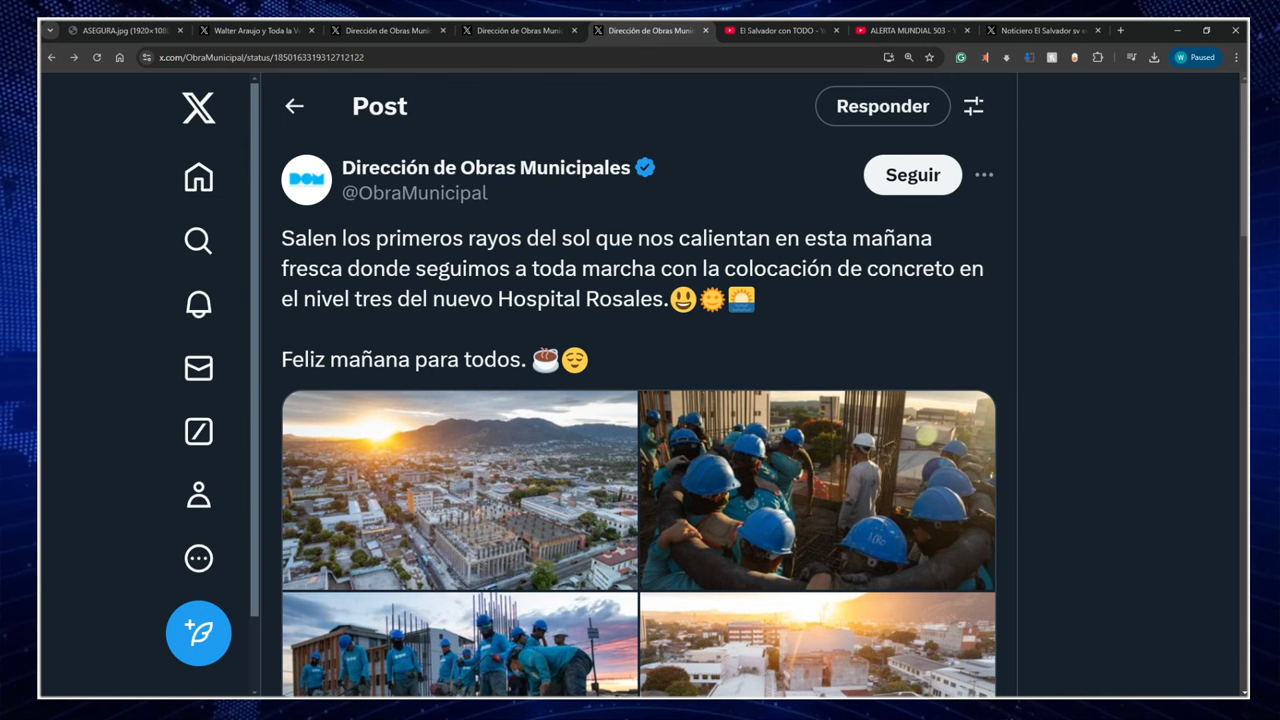 ASEGURA.jpg (1920×108
Walter Araujo y Toda la V
Dirección de Obras Munic
Dirección de Obras Munic
Dirección de Obras Munic
El Salvador con TODO - Y
ALERTA MUNDIAL 503 - Y
Noticiero El Salvador sv e
x.com/ObraMunicipal/status/1850163319312712122
W Paused
Post
Responder
DOM
Dirección de Obras Municipales
@ObraMunicipal
Seguir
Salen los primeros rayos del sol que nos calientan en esta mañana
fresca donde seguimos a toda marcha con la colocación de concreto en
el nivel tres del nuevo Hospital Rosales.😃🌞🌅
Feliz mañana para todos. ☕😌